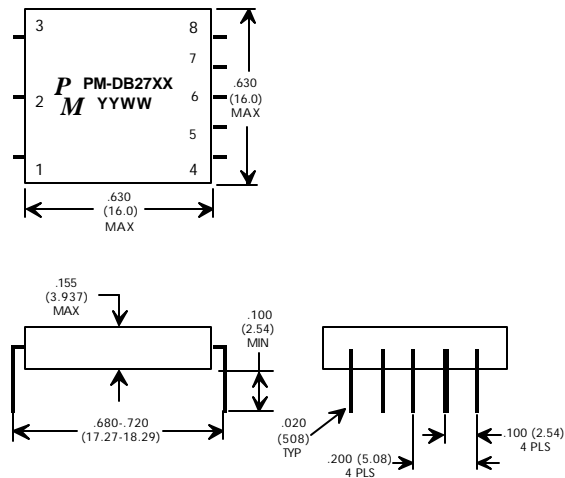 3
8
7
P PM-DB27XX
2
M YYWW
6
5
1
4
.630
(16.0)
MAX
.630
(16.0)
MAX
.155
(3.937)
MAX
.100
(2.54)
MIN
.680-.720
(17.27-18.29)
.020
(508)
TYP
.100 (2.54)
4 PLS
.200 (5.08)
4 PLS